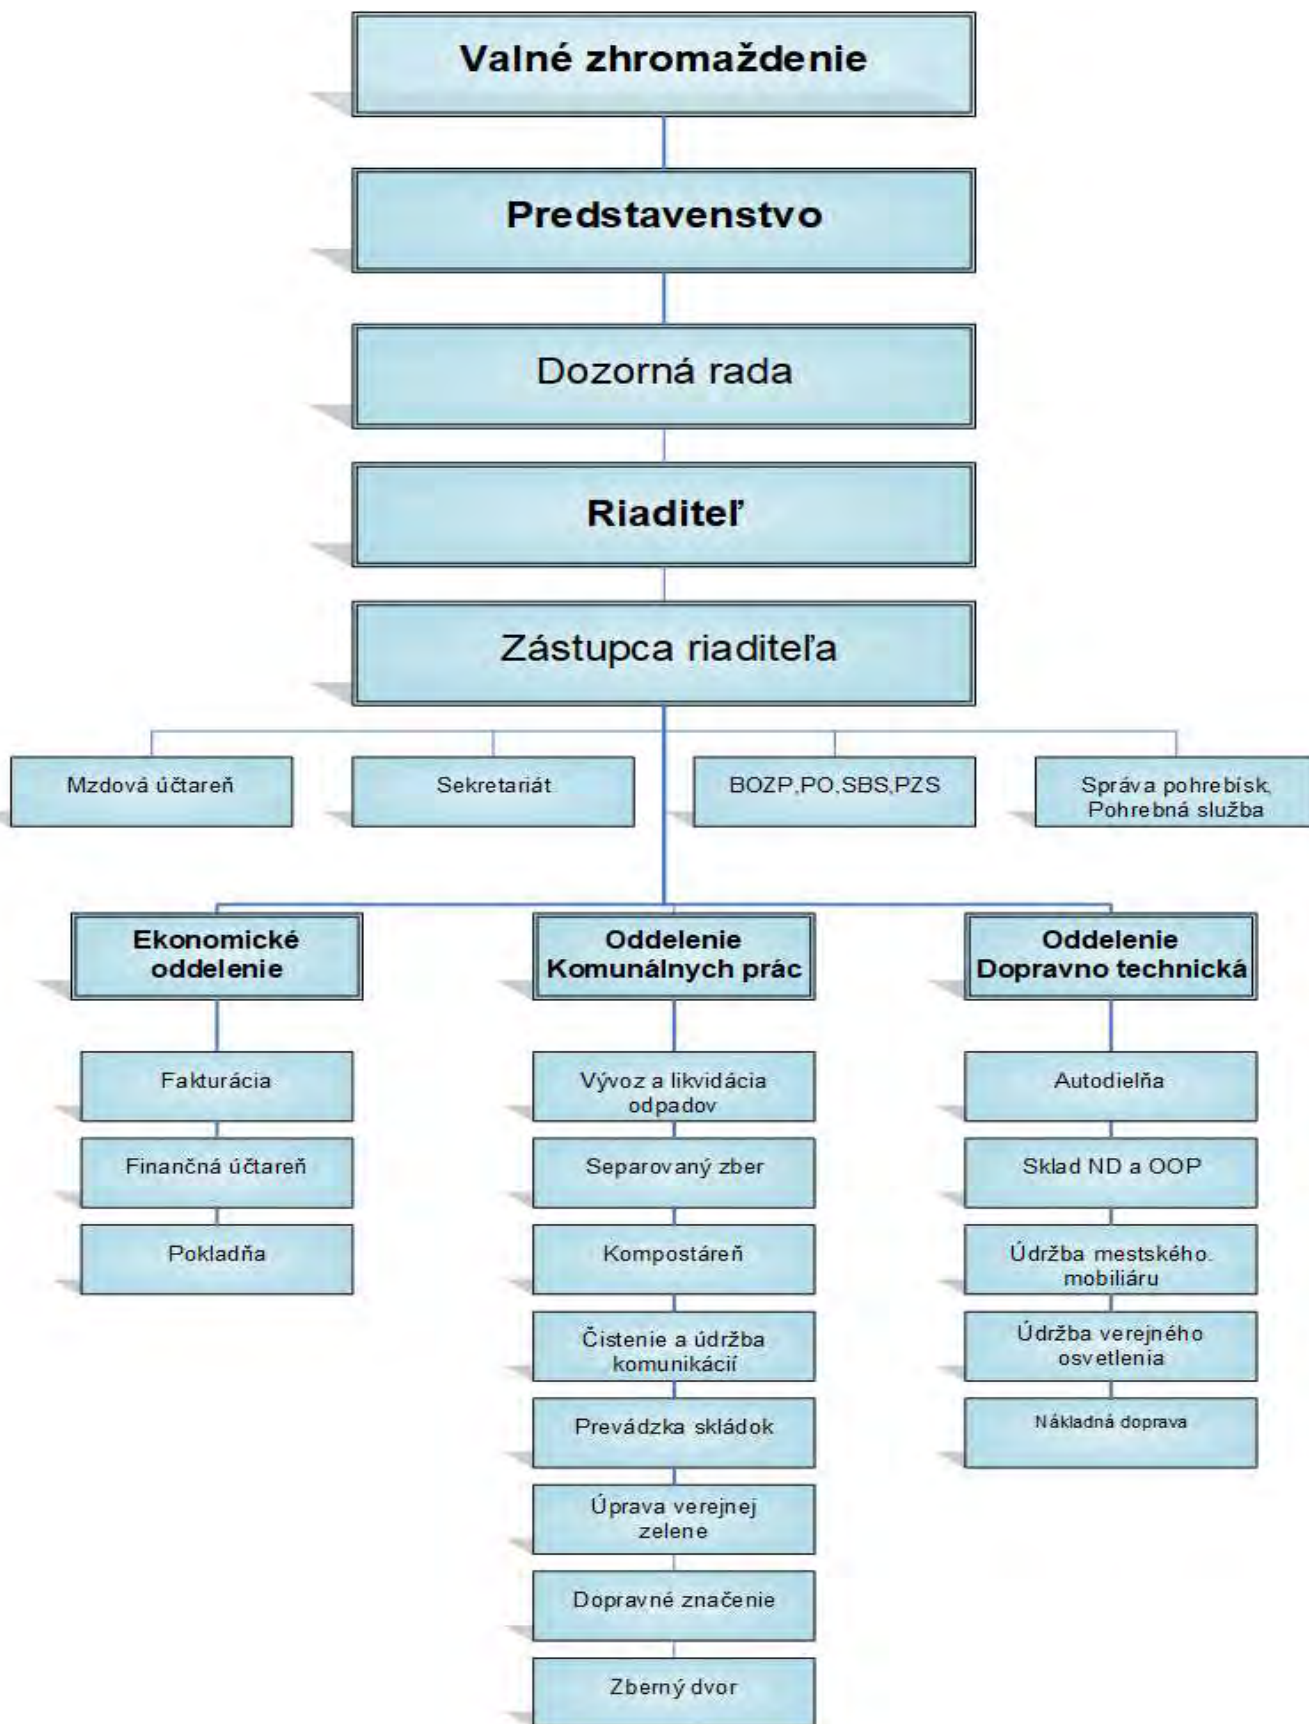 Valné zhromaždenie
Predstavenstvo
Dozorná rada
Riaditeľ
Zástupca riaditeľa
Mzdová účtareň
Sekretariát
BOZP,PO,SBS,PZS
Správa pohrebísk,
Pohrebná služba
Ekonomické
oddelenie
Fakturácia
Finančná účtareň
Pokladňa
Oddelenie
Komunálnych prác
Vývoz a likvidácia
odpadov
Separovaný zber
Kompostáreň
Čistenie a údržba
komunikácií
Prevádzka skládok
Úprava verejnej
zelene
Dopravné značenie
Zberný dvor
Oddelenie
Dopravno technická
Autodielňa
Sklad ND a OOP
Údržba mestského.
mobiliáru
Údržba verejného
osvetlenia
Nákladná doprava